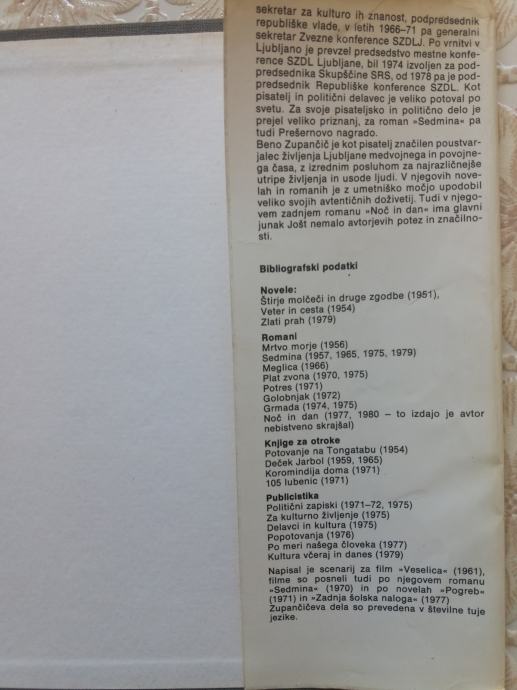 sekretar za kulturo ih znanost, podpredsednik
republiške vlade, v letih 1966–71 pa generalni
sekretar Zvezne konference SZDLJ. Po vrnitvi v
Ljubljano je prevzel predsedstvo mestne konfe-
rence SZDL Ljubljane, bil 1974 izvoljen za pod-
predsednika Skupščine SRS, od 1978 pa je pod-
predsednik Republiške konference SZDL. Kot
pisatelj in politični delavec je veliko potoval po
svetu. Za svoje pisateljsko in politično delo je
prejel veliko priznanj, za roman »Sedmina« pa
tudi Prešernovo nagrado.
Beno Zupančič je kot pisatelj značilen poustvar-
jalec življenja Ljubljane medvojnega in povojne-
ga časa, z izrednim posluhom za najrazličnejše
utripe življenja in usode ljudi. V njegovih nove-
lah in romanih je z umetniško močjo upodobil
veliko svojih avtentičnih doživetij. Tudi v njego-
vem zadnjem romanu »Noč in dan« ima glavni
junak Jošt nemalo avtorjevih potez in značilno-
sti.
Bibliografski podatki
Novele:
Štirje molčeči in druge zgodbe (1951),
Veter in cesta (1954)
Zlati prah (1979)
Romani
Mrtvo morje (1956)
Sedmina (1957, 1965, 1975, 1979)
Meglica (1966)
Plat zvona (1970, 1975)
Potres (1971)
Golobnjak (1972)
Grmada (1974, 1975)
Noč in dan (1977, 1980 – to izdajo je avtor
nebistveno skrajšal)
Knjige za otroke
Potovanje na Tongatabu (1954)
Deček Jarbol (1959, 1965)
Koromindija doma (1971)
105 lubenic (1971)
Publicistika
Politični zapiski (1971–72, 1975)
Za kulturno življenje (1975)
Delavci in kultura (1975)
Popotovanja (1976)
Po meri našega človeka (1977)
Kultura včeraj in danes (1979)
Napisal je scenarij za film »Veselica« (1961),
filme so posneli tudi po njegovem romanu
»Sedmina« (1970) in po novelah »Pogreb«
(1971) in »Zadnja šolska naloga« (1977)
Zupančičeva dela so prevedena v številne tuje
jezike.